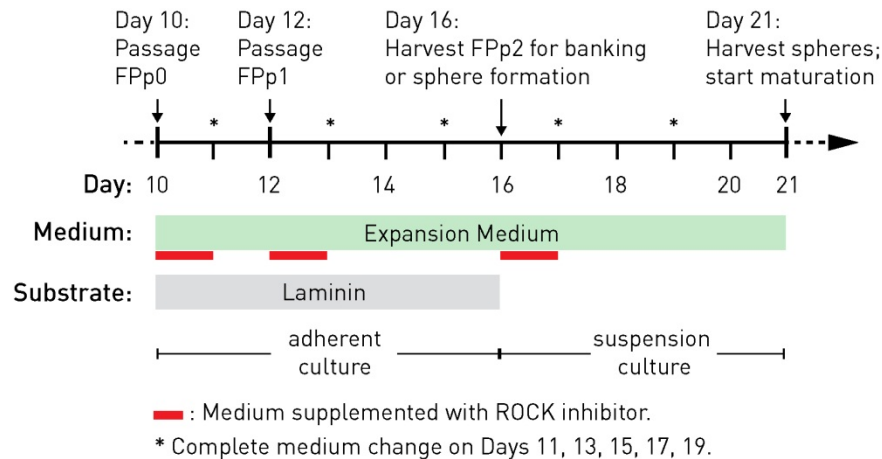 Day 10:
Passage
FPp0
Day 12:
Passage
FPp1
Day 16:
Harvest FPp2 for banking
or sphere formation
Day 21:
Harvest spheres;
start maturation
* * * * *
Day: 10 12 14 16 18 20 21
Medium: Expansion Medium
Substrate: Laminin
adherent
culture
suspension
culture
: Medium supplemented with ROCK inhibitor.
* Complete medium change on Days 11, 13, 15, 17, 19.